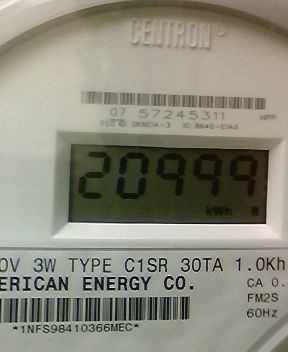 CENTRON®
07 57245311
HPP
20999
kWh
0V 3W TYPE C1SR 30TA 1.0Kh
ERICAN ENERGY CO.
CA 0.
FM2S
60Hz
*1NFS98410366MEC*